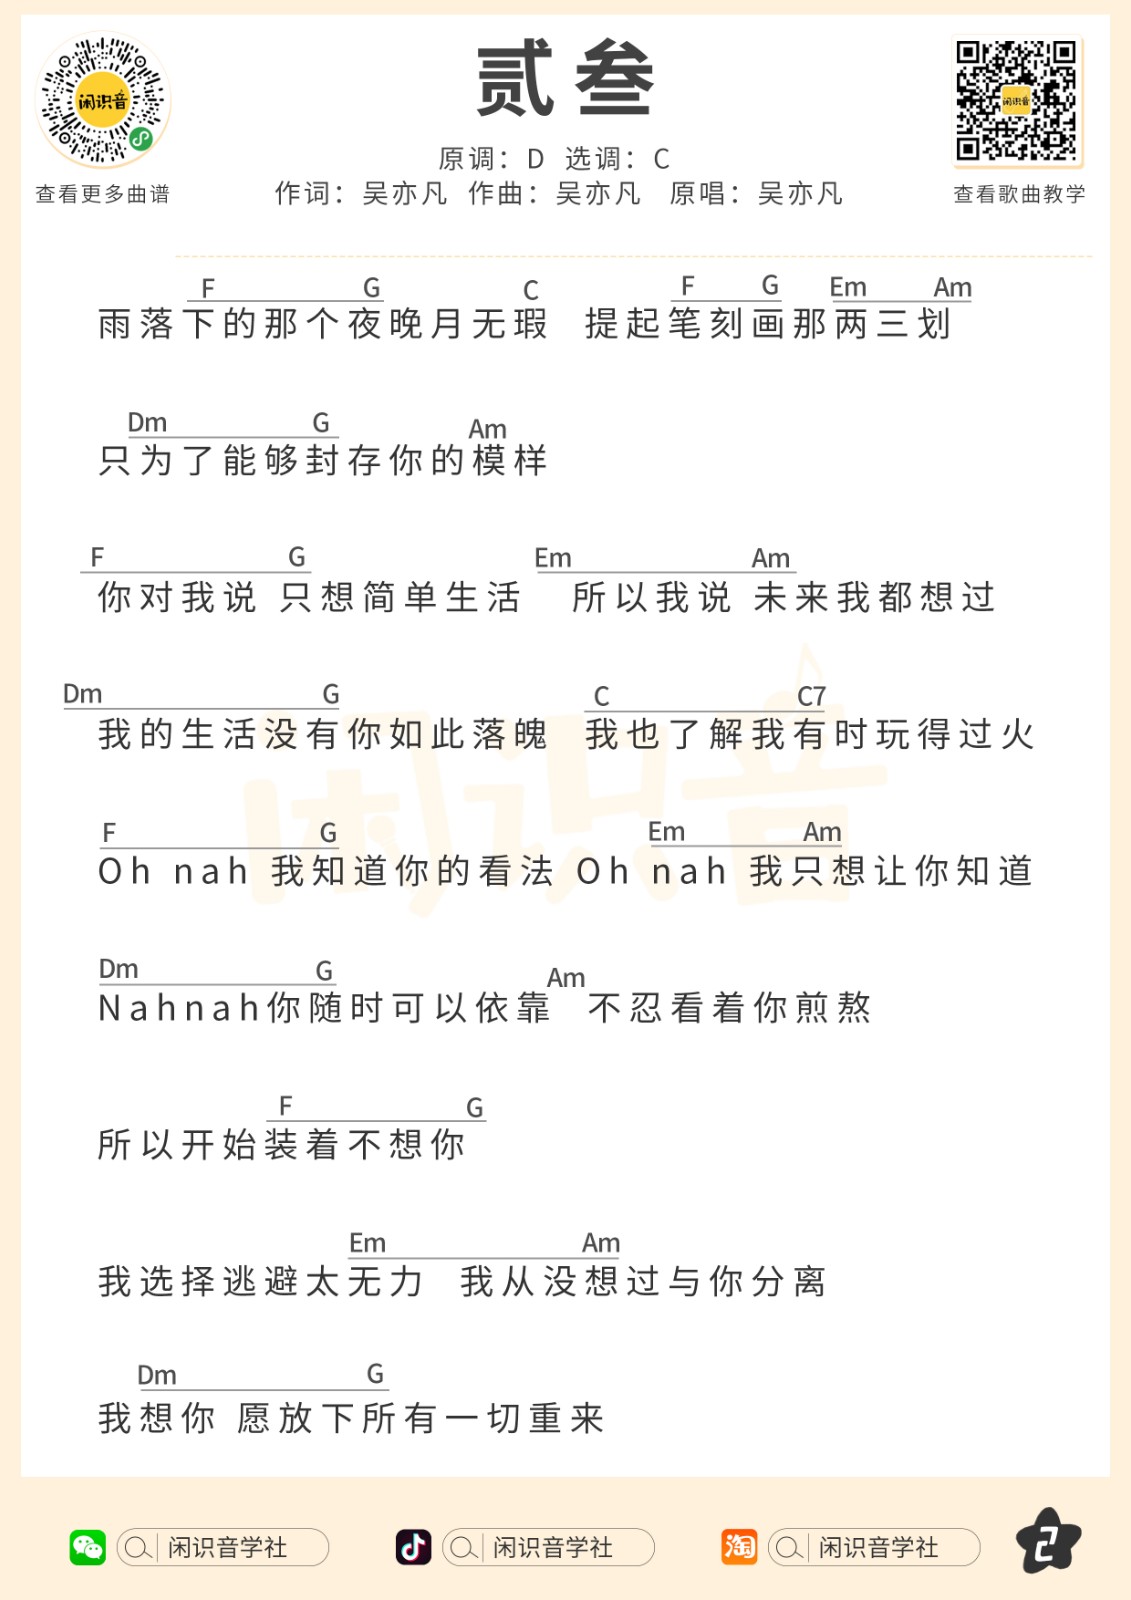 贰叁
闲识音
闲识音
原调：D 选调：C
查看更多曲谱
作词：吴亦凡 作曲：吴亦凡 原唱：吴亦凡
查看歌曲教学
F G C F G Em Am
雨落下的那个夜晚月无瑕 提起笔刻画那两三划
Dm G Am
只为了能够封存你的模样
F G Em Am
你对我说 只想简单生活 所以我说 未来我都想过
Dm G C C7
我的生活没有你如此落魄 我也了解我有时玩得过火
闲识音
F G Em Am
Oh nah 我知道你的看法 Oh nah 我只想让你知道
Dm G Am
Nahnah你随时可以依靠 不忍看着你煎熬
F G
所以开始装着不想你
Em Am
我选择逃避太无力 我从没想过与你分离
Dm G
我想你 愿放下所有一切重来
闲识音学社
闲识音学社
淘 闲识音学社
2